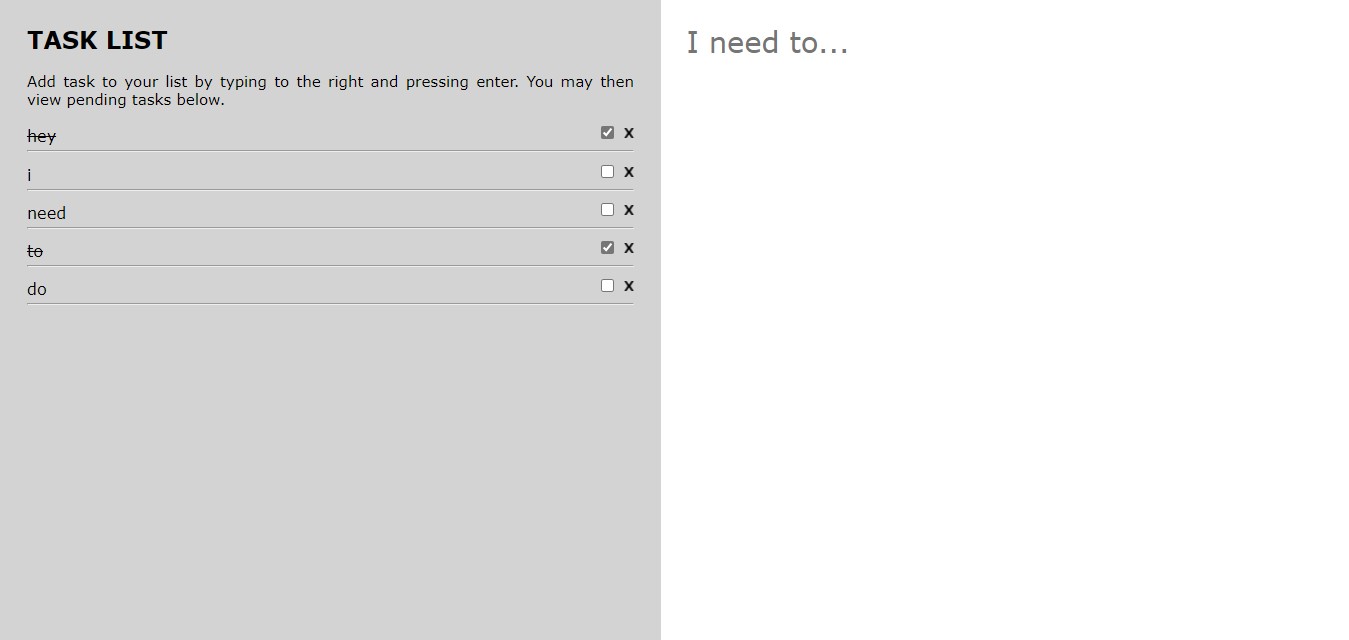 TASK LIST
Add task to your list by typing to the right and pressing enter. You may then
view pending tasks below.
hey X
i X
need X
to X
do X
I need to...